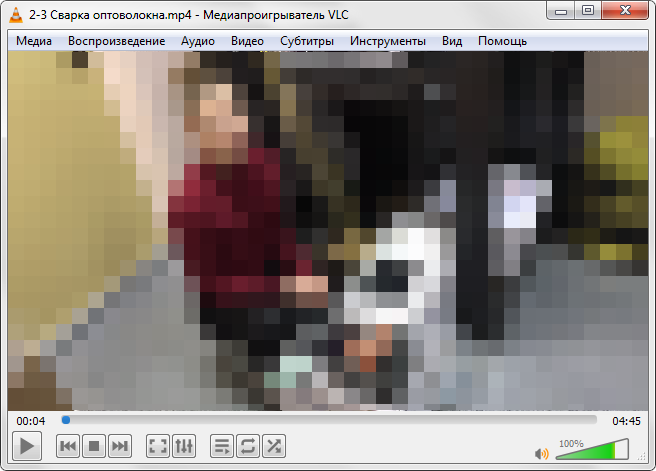 2-3 Сварка оптоволокна.mp4 - Медиапроигрыватель VLC
Медиа Воспроизведение Аудио Видео Субтитры Инструменты Вид Помощь
00:04 04:45
100%